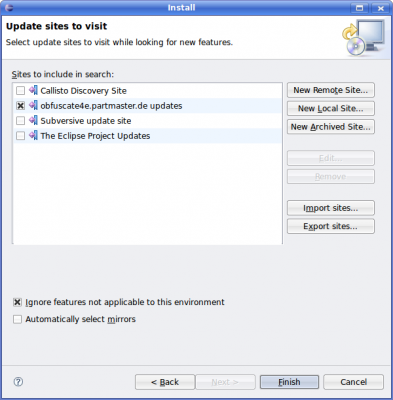 Install
Update sites to visit
Select update sites to visit while looking for new features.
Sites to include in search:
Callisto Discovery Site
obfuscate4e.partmaster.de updates
Subversive update site
The Eclipse Project Updates
New Remote Site...
New Local Site...
New Archived Site...
Edit...
Remove
Import sites...
Export sites...
Ignore features not applicable to this environment
Automatically select mirrors
?
< Back
Next >
Finish
Cancel